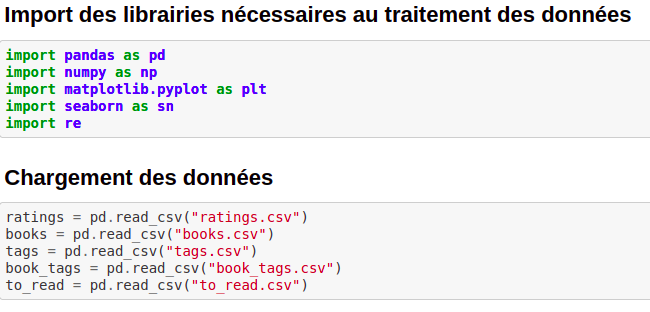 Import des librairies nécessaires au traitement des données
import pandas as pd
import numpy as np
import matplotlib.pyplot as plt
import seaborn as sn
import re
Chargement des données
ratings = pd.read_csv("ratings.csv")
books = pd.read_csv("books.csv")
tags = pd.read_csv("tags.csv")
book_tags = pd.read_csv("book_tags.csv")
to_read = pd.read_csv("to_read.csv")